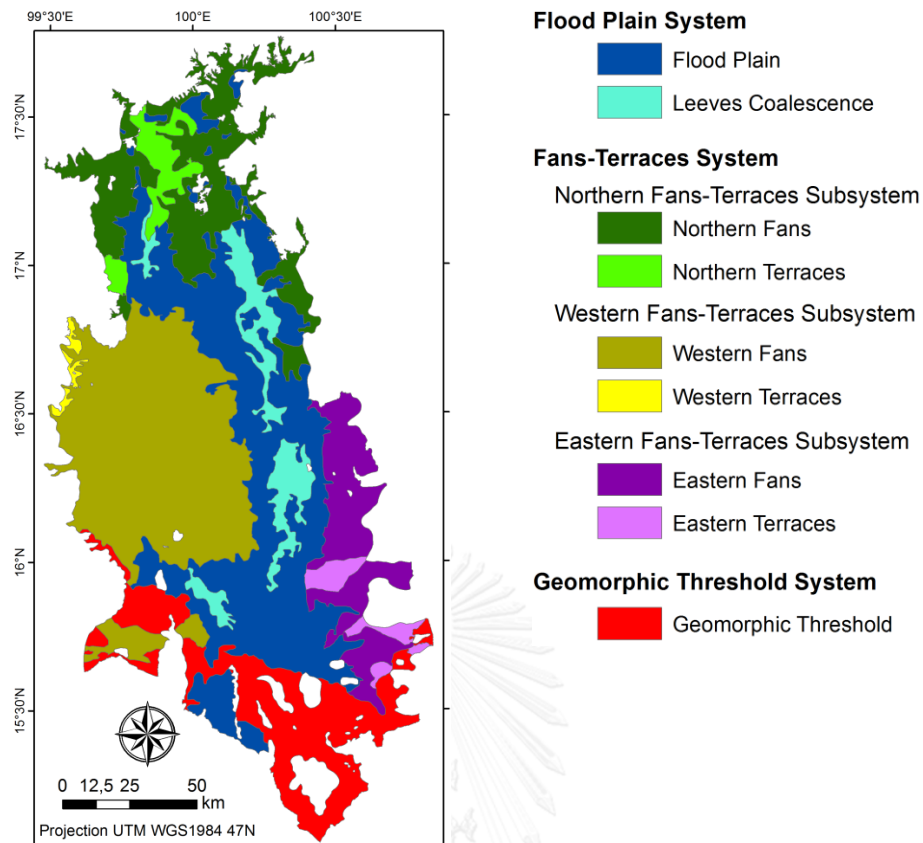 99°30'E 100°E 100°30'E
17°30'N
17°N
16°30'N
16°N
15°30'N
0 12,5 25 50
km
Projection UTM WGS1984 47N
Flood Plain System
Flood Plain
Leeves Coalescence
Fans-Terraces System
Northern Fans-Terraces Subsystem
Northern Fans
Northern Terraces
Western Fans-Terraces Subsystem
Western Fans
Western Terraces
Eastern Fans-Terraces Subsystem
Eastern Fans
Eastern Terraces
Geomorphic Threshold System
Geomorphic Threshold